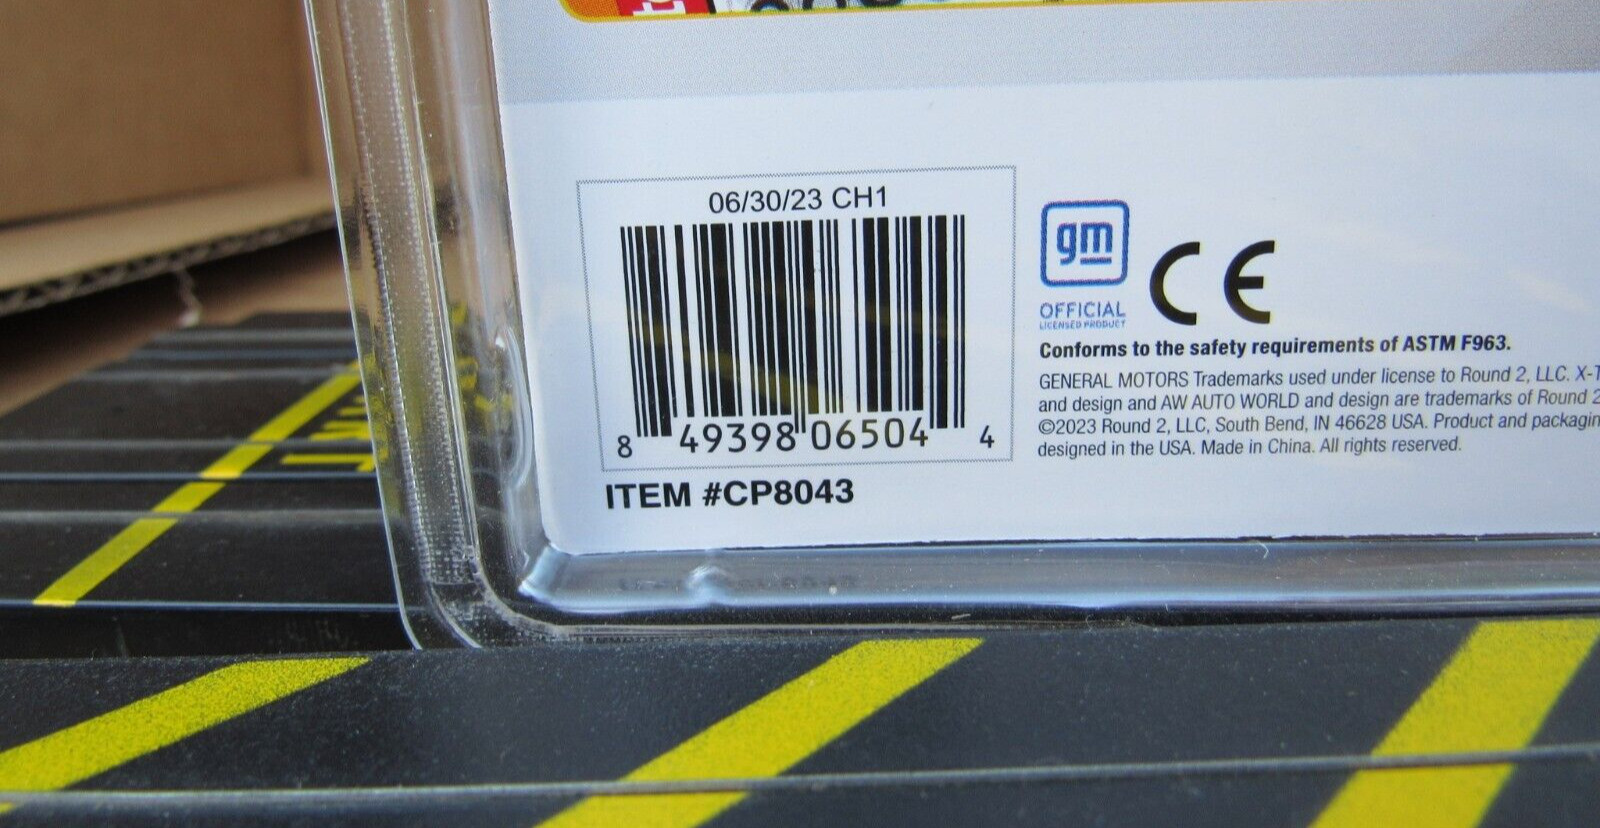 06/30/23 CH1
8 49398 06504 4
ITEM #CP8043
gm
OFFICIAL
LICENSED PRODUCT
CE
Conforms to the safety requirements of ASTM F963.
GENERAL MOTORS Trademarks used under license to Round 2, LLC. X-T
and design and AW AUTO WORLD and design are trademarks of Round 2
©2023 Round 2, LLC, South Bend, IN 46628 USA. Product and packagin
designed in the USA. Made in China. All rights reserved.